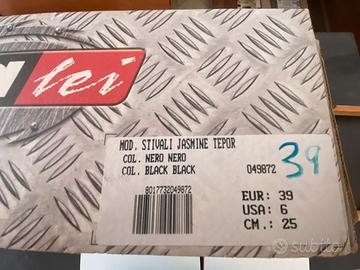 lei
MOD. STIVALI JASMINE TEPOR
COL. NERO NERO
COL. BLACK BLACK
049872
39
8017732049872
EUR: 39
USA: 6
CM.: 25
subito